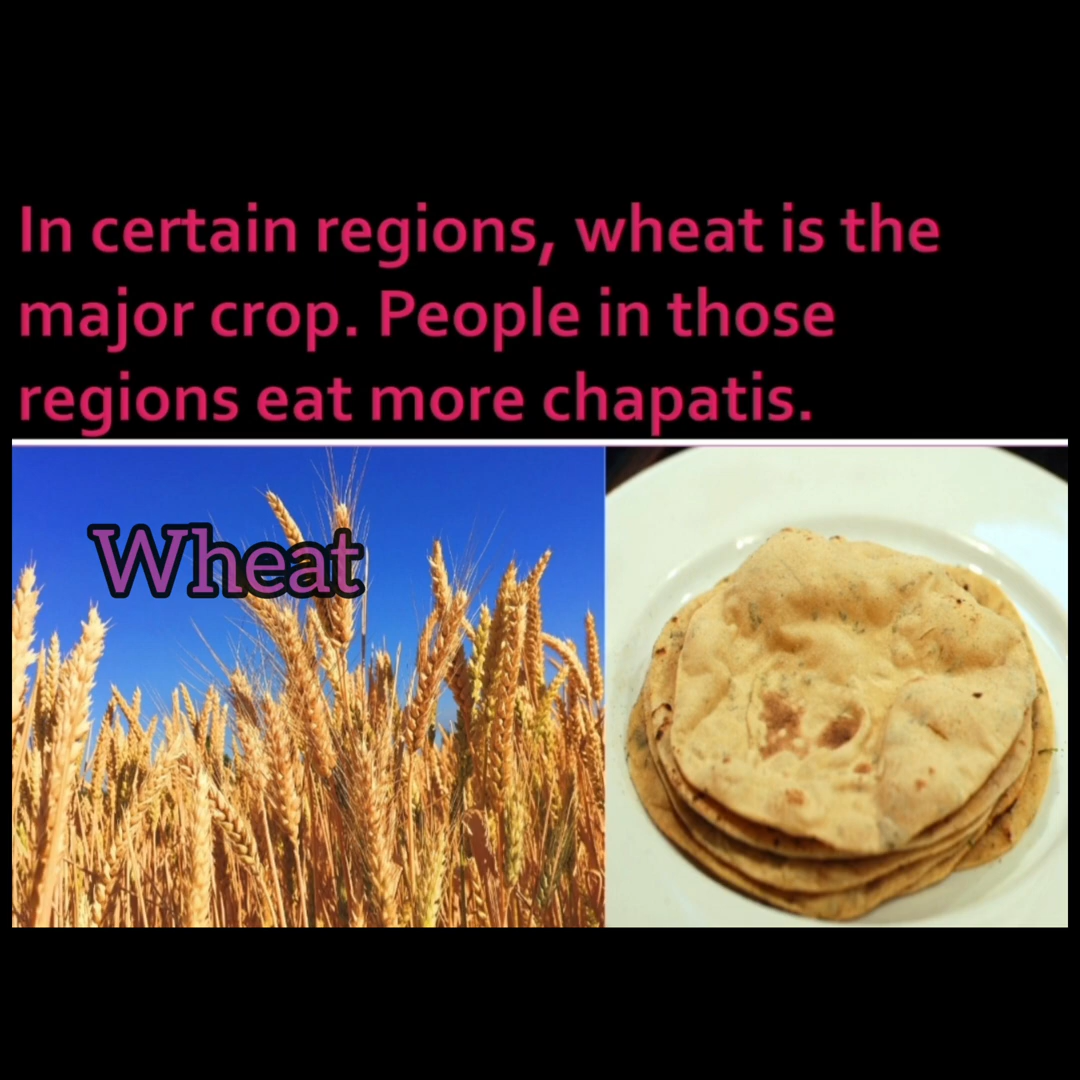 In certain regions, wheat is the
major crop. People in those
regions eat more chapatis.
Wheat